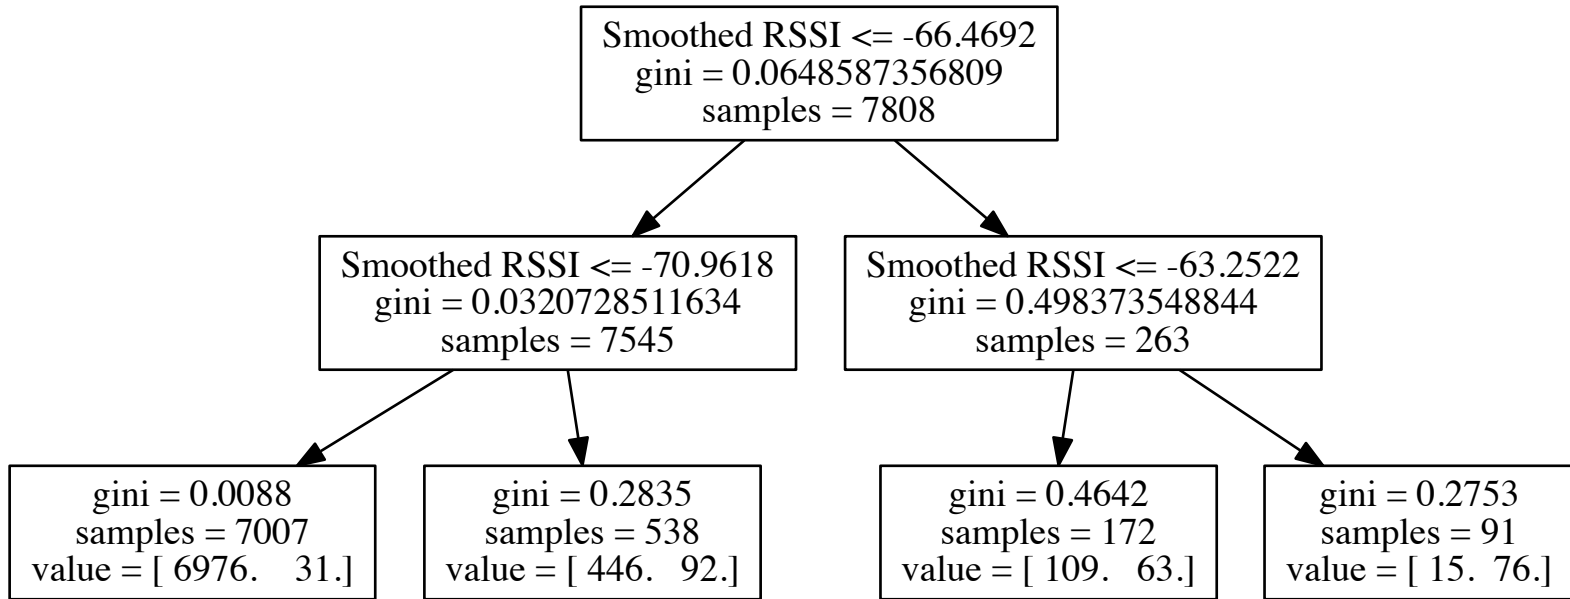 Smoothed RSSI <= -66.4692
gini = 0.0648587356809
samples = 7808
Smoothed RSSI <= -70.9618
gini = 0.0320728511634
samples = 7545
Smoothed RSSI <= -63.2522
gini = 0.498373548844
samples = 263
gini = 0.0088
samples = 7007
value = [ 6976.    31.]
gini = 0.2835
samples = 538
value = [ 446.   92.]
gini = 0.4642
samples = 172
value = [ 109.   63.]
gini = 0.2753
samples = 91
value = [ 15.  76.]